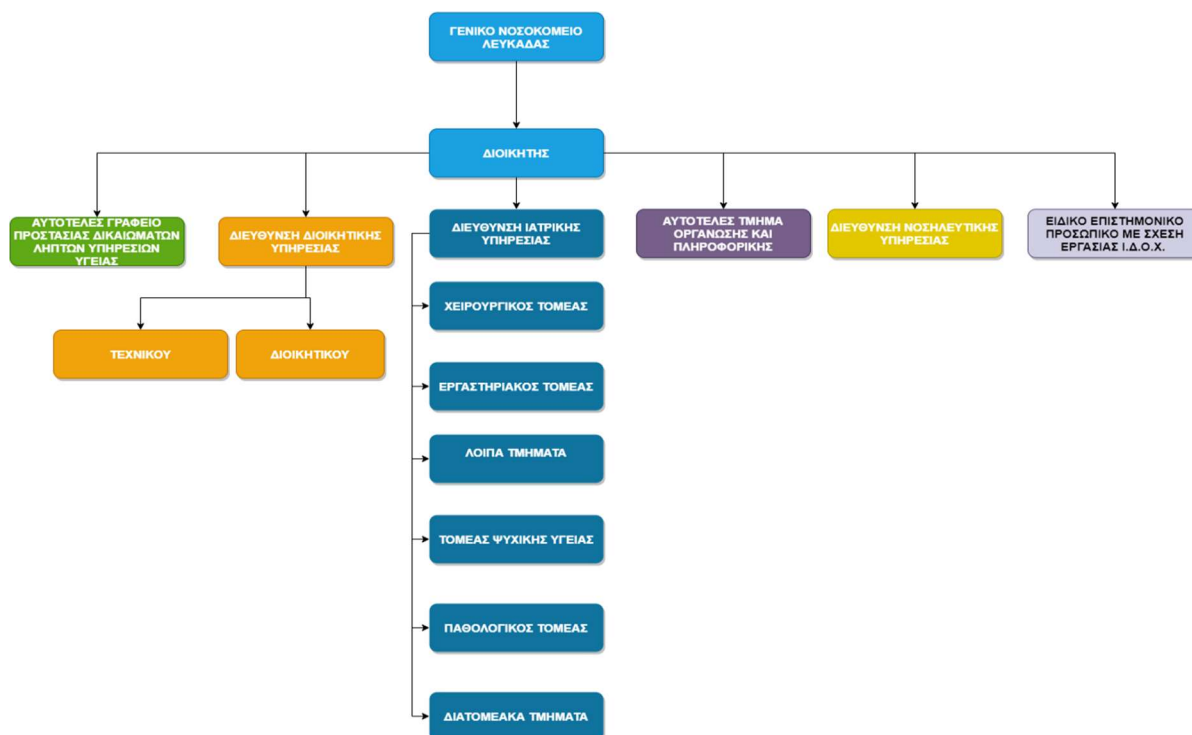 ΓΕΝΙΚΟ ΝΟΣΟΚΟΜΕΙΟ
ΛΕΥΚΑΔΑΣ
ΔΙΟΙΚΗΤΗΣ
ΑΥΤΟΤΕΛΕΣ ΓΡΑΦΕΙΟ
ΠΡΟΣΤΑΣΙΑΣ ΔΙΚΑΙΩΜΑΤΩΝ
ΛΗΠΤΩΝ ΥΠΗΡΕΣΙΩΝ
ΥΓΕΙΑΣ
ΔΙΕΥΘΥΝΣΗ ΔΙΟΙΚΗΤΙΚΗΣ
ΥΠΗΡΕΣΙΑΣ
ΔΙΕΥΘΥΝΣΗ ΙΑΤΡΙΚΗΣ
ΥΠΗΡΕΣΙΑΣ
ΑΥΤΟΤΕΛΕΣ ΤΜΗΜΑ
ΟΡΓΑΝΩΣΗΣ ΚΑΙ
ΠΛΗΡΟΦΟΡΙΚΗΣ
ΔΙΕΥΘΥΝΣΗ ΝΟΣΗΛΕΥΤΙΚΗΣ
ΥΠΗΡΕΣΙΑΣ
ΕΙΔΙΚΟ ΕΠΙΣΤΗΜΟΝΙΚΟ
ΠΡΟΣΩΠΙΚΟ ΜΕ ΣΧΕΣΗ
ΕΡΓΑΣΙΑΣ Ι.Δ.Ο.Χ.
ΤΕΧΝΙΚΟΥ
ΔΙΟΙΚΗΤΙΚΟΥ
ΧΕΙΡΟΥΡΓΙΚΟΣ ΤΟΜΕΑΣ
ΕΡΓΑΣΤΗΡΙΑΚΟΣ ΤΟΜΕΑΣ
ΛΟΙΠΑ ΤΜΗΜΑΤΑ
ΤΟΜΕΑΣ ΨΥΧΙΚΗΣ ΥΓΕΙΑΣ
ΠΑΘΟΛΟΓΙΚΟΣ ΤΟΜΕΑΣ
ΔΙΑΤΟΜΕΑΚΑ ΤΜΗΜΑΤΑ